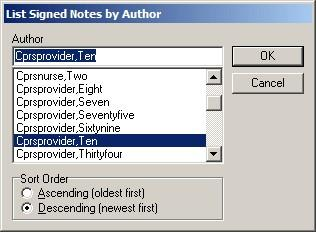 List Signed Notes by Author
Author
Cprsprovider,Ten
OK
Cancel
Cprsnurse,Two
Cprsprovider,Eight
Cprsprovider,Seven
Cprsprovider,Seventyfive
Cprsprovider,Sixtynine
Cprsprovider,Ten
Cprsprovider,Thirtyfour
Sort Order
Ascending (oldest first)
Descending (newest first)